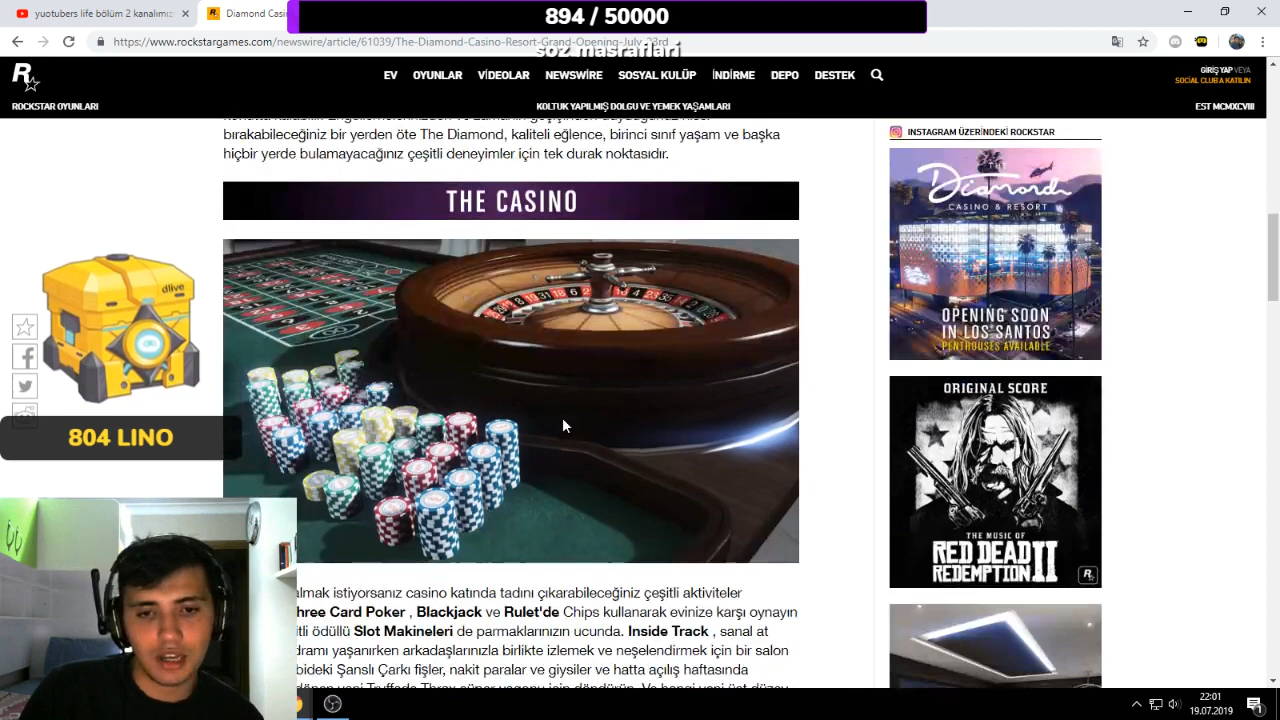 yuotubers life bölüm 2 kanalımız
Diamond Casin
894 / 50000
soz.masraflari
https://www.rockstargames.com/newswire/article/61039/The-Diamond-Casino-Resort-Grand-Opening-July-23rd
EV OYUNLAR VİDEOLAR NEWSWIRE SOSYAL KULÜP İNDİRME DEPO DESTEK
GİRİŞ YAP VEYA
SOCIAL CLUB'A KATILIN
ROCKSTAR OYUNLARI
KOLTUK YAPILMIŞ DOLGU VE YEMEK YAŞAMLARI
EST MCMXCVIII
bırakabileceğiniz bir yerden öte The Diamond, kaliteli eğlence, birinci sınıf yaşam ve başka
hiçbir yerde bulamayacağınız çeşitli deneyimler için tek durak noktasıdır.
THE CASINO
dlive
804 LINO
almak istiyorsanız casino katında tadını çıkarabileceğiniz çeşitli aktiviteler
hree Card Poker , Blackjack ve Rulet'de Chips kullanarak evinize karşı oynayın
itli ödüllü Slot Makineleri de parmaklarınızın ucunda. Inside Track , sanal at
dramı yaşanırken arkadaşlarınızla birlikte izlemek ve neşelendirmek için bir salon
bideki Şanslı Çarkı fişler, nakit paralar ve giysiler ve hatta açılış haftasında
INSTAGRAM ÜZERİNDEKİ ROCKSTAR
THE
Diamond
CASINO & RESORT
OPENING SOON
IN LOS SANTOS
PENTHOUSES AVAILABLE
ORIGINAL SCORE
THE MUSIC OF
RED DEAD
REDEMPTION II
22:01
19.07.2019